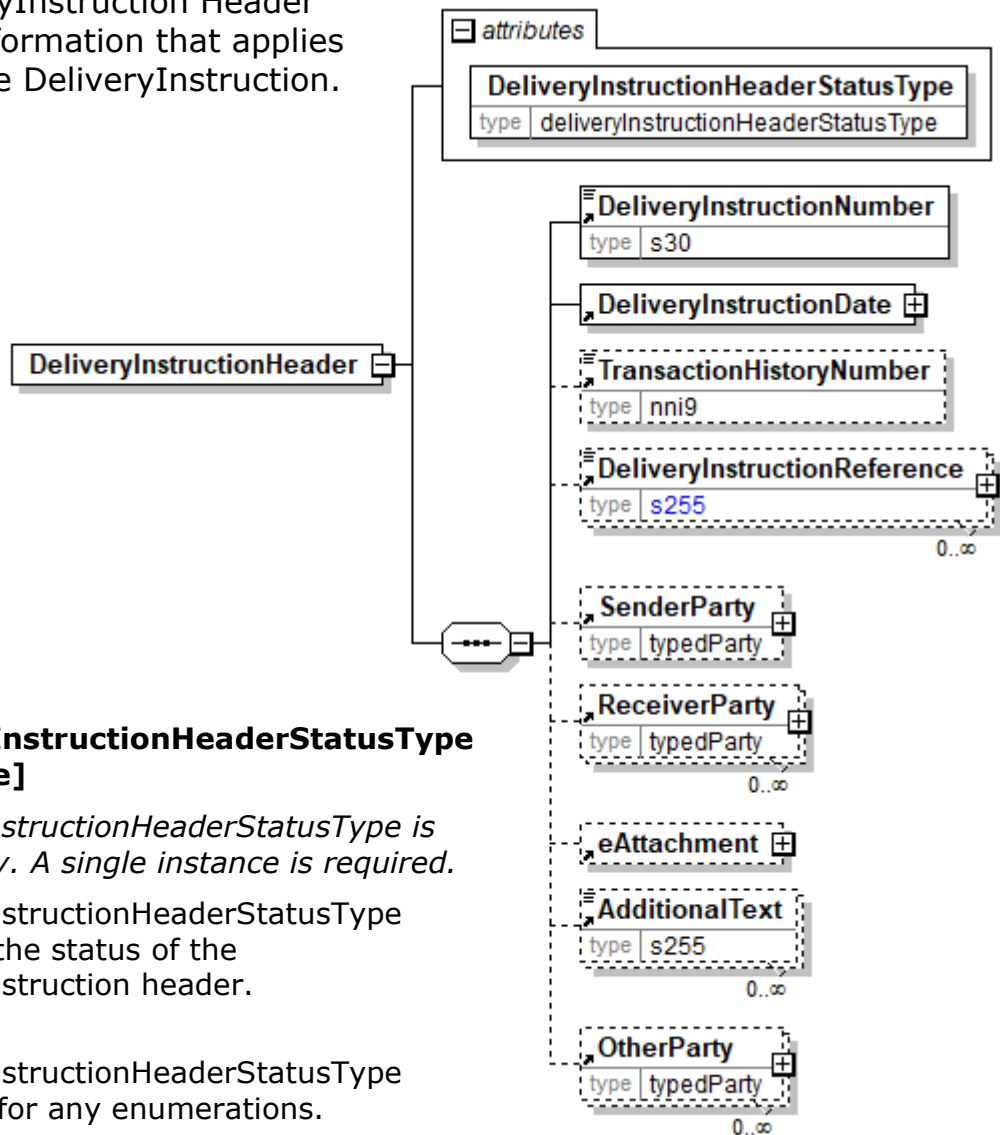 yInstruction Header
formation that applies
e DeliveryInstruction.
attributes
DeliveryInstructionHeaderStatusType
type deliveryInstructionHeaderStatusType
DeliveryInstructionNumber
type s30
DeliveryInstructionDate
DeliveryInstructionHeader
TransactionHistoryNumber
type nni9
DeliveryInstructionReference
type s255
0..∞
SenderParty
type typedParty
ReceiverParty
type typedParty
0..∞
InstructionHeaderStatusType
e]
structionHeaderStatusType is
y. A single instance is required.
structionHeaderStatusType
the status of the
struction header.
structionHeaderStatusType
for any enumerations.
eAttachment
AdditionalText
type s255
0..∞
OtherParty
type typedParty
0..∞